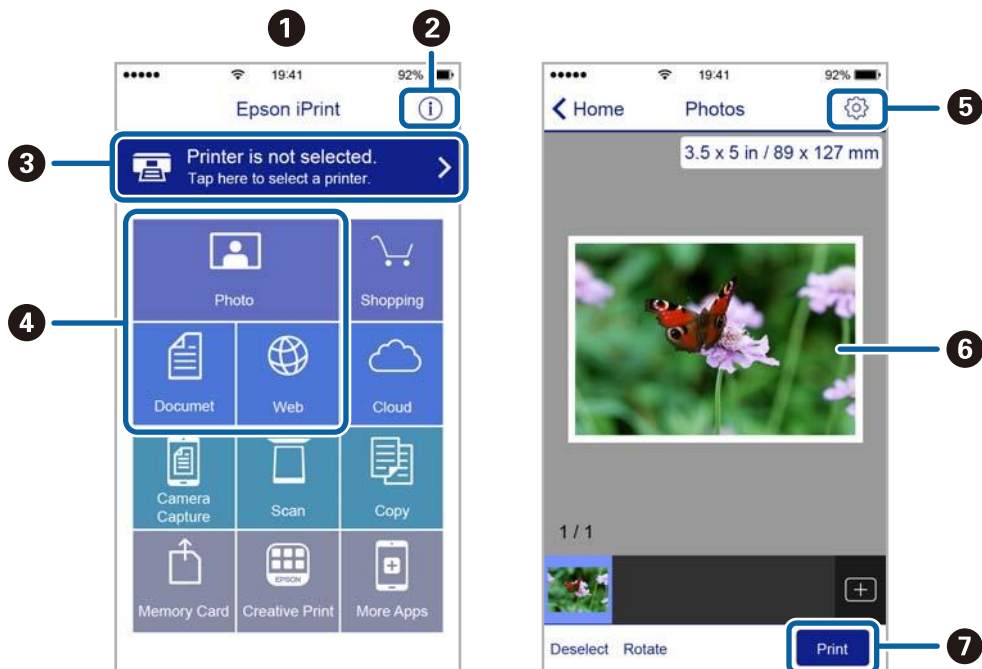 1
2
19:41
92%
Epson iPrint
3
Printer is not selected.
Tap here to select a printer.
4
Photo
Shopping
Documet
Web
Cloud
Camera
Capture
Scan
Copy
EPSON
Memory Card
Creative Print
More Apps
19:41
92%
Home
Photos
5
3.5 x 5 in / 89 x 127 mm
6
1 / 1
Deselect
Rotate
Print
7